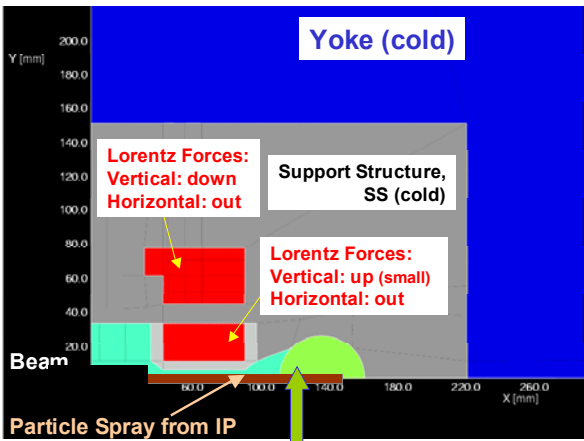 Yoke (cold)
Y [mm]
200.0
180.0
160.0
140.0
120.0
100.0
80.0
60.0
40.0
20.0
Lorentz Forces:
Vertical: down
Horizontal: out
Support Structure,
SS (cold)
Lorentz Forces:
Vertical: up (small)
Horizontal: out
Beam
60.0 100.0 140.0 180.0 220.0 260.0
X [mm]
Particle Spray from IP